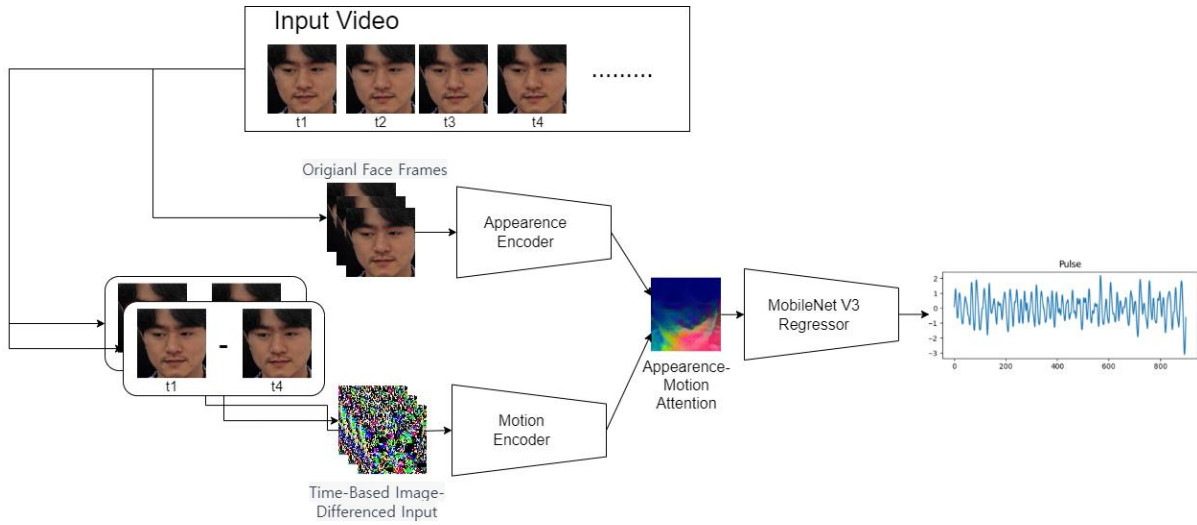 Input Video
t1
t2
t3
t4
.........
Origianl Face Frames
Appearence
Encoder
t1
-
t4
Time-Based Image-
Differenced Input
Motion
Encoder
Appearence-
Motion
Attention
MobileNet V3
Regressor
Pulse
2
1
0
−1
−2
−3
0
200
400
600
800